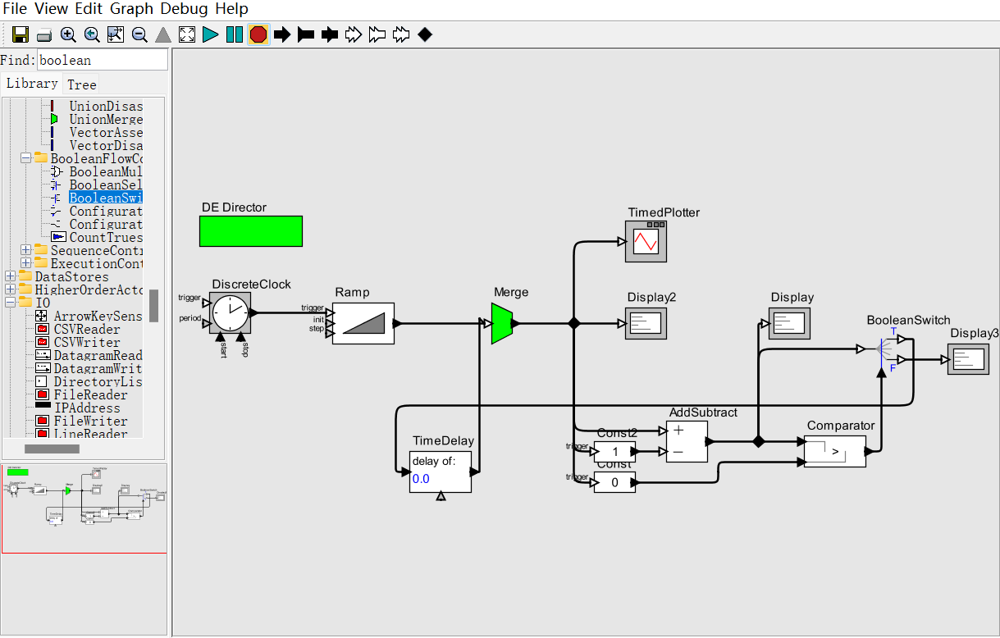 File View Edit Graph Debug Help
Find: boolean
Library Tree
UnionDisas
UnionMerge
VectorAsse
VectorDisa
BooleanFlowCo
BooleanMul
BooleanSel
BooleanSwi
Configurat
Configurat
CountTrues
SequenceContr
ExecutionCont
DataStores
HigherOrderActo
IO
ArrowKeySens
CSVReader
CSVWriter
DatagramRead
DatagramWrit
DirectoryLis
FileReader
IPAddress
FileWriter
LineReader
DE Director
TimedPlotter
DiscreteClock
trigger
period
start
stop
Ramp
trigger
init
step
Merge
Display2
Display
BooleanSwitch
T
F
Display3
TimeDelay
delay of:
0.0
AddSubtract
+
−
Const2
trigger
1
Const
trigger
0
Comparator
>